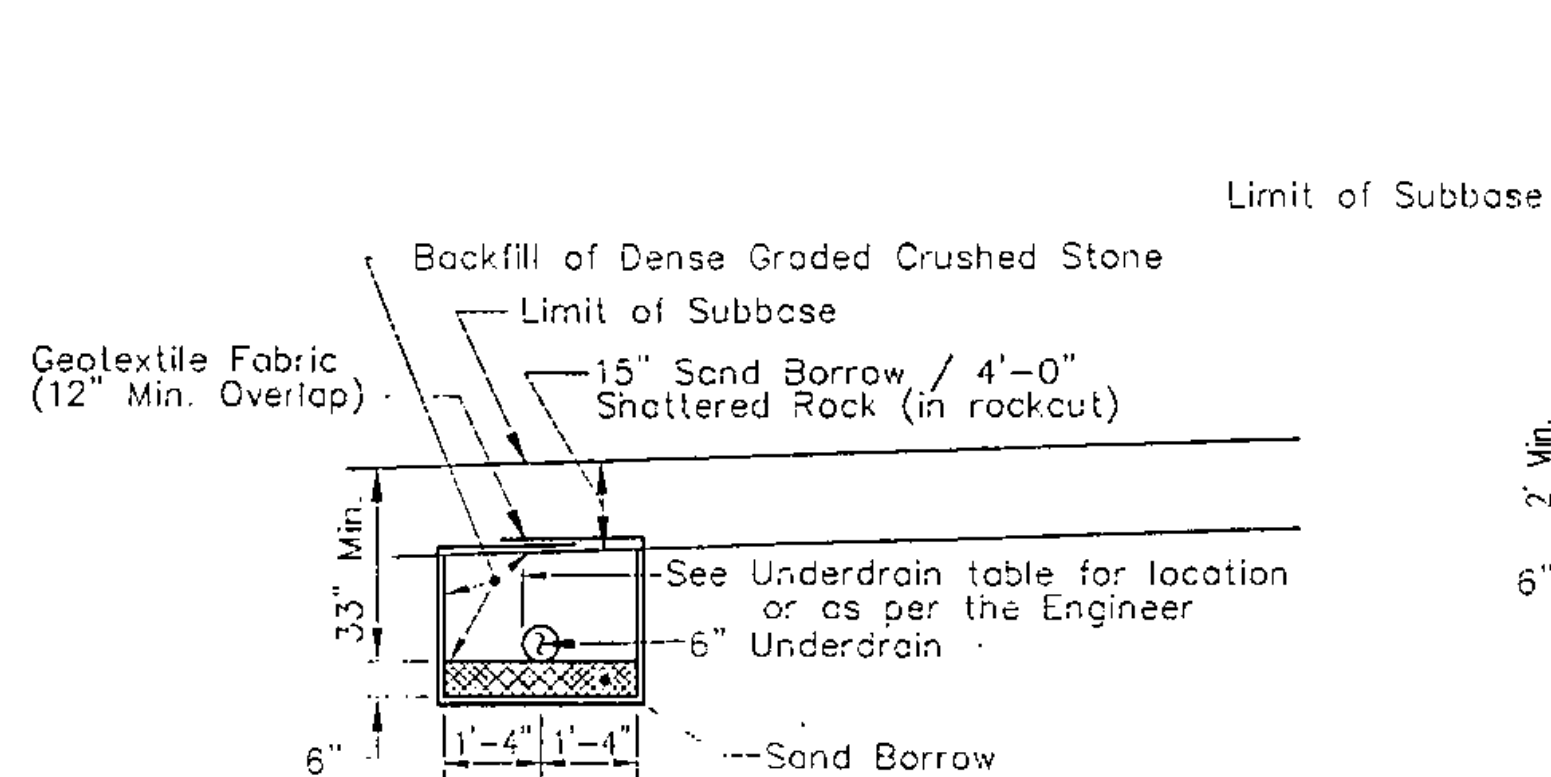 Limit of Subbase
Backfill of Dense Graded Crushed Stone
Limit of Subbase
Geotextile Fabric
(12" Min. Overlap)
15" Sand Borrow / 4'-0"
Shattered Rock (in rockcut)
2' Min.
33" Min.
See Underdrain table for location
or as per the Engineer
6"
6" Underdrain
1'-4" 1'-4"
6"
Sand Borrow